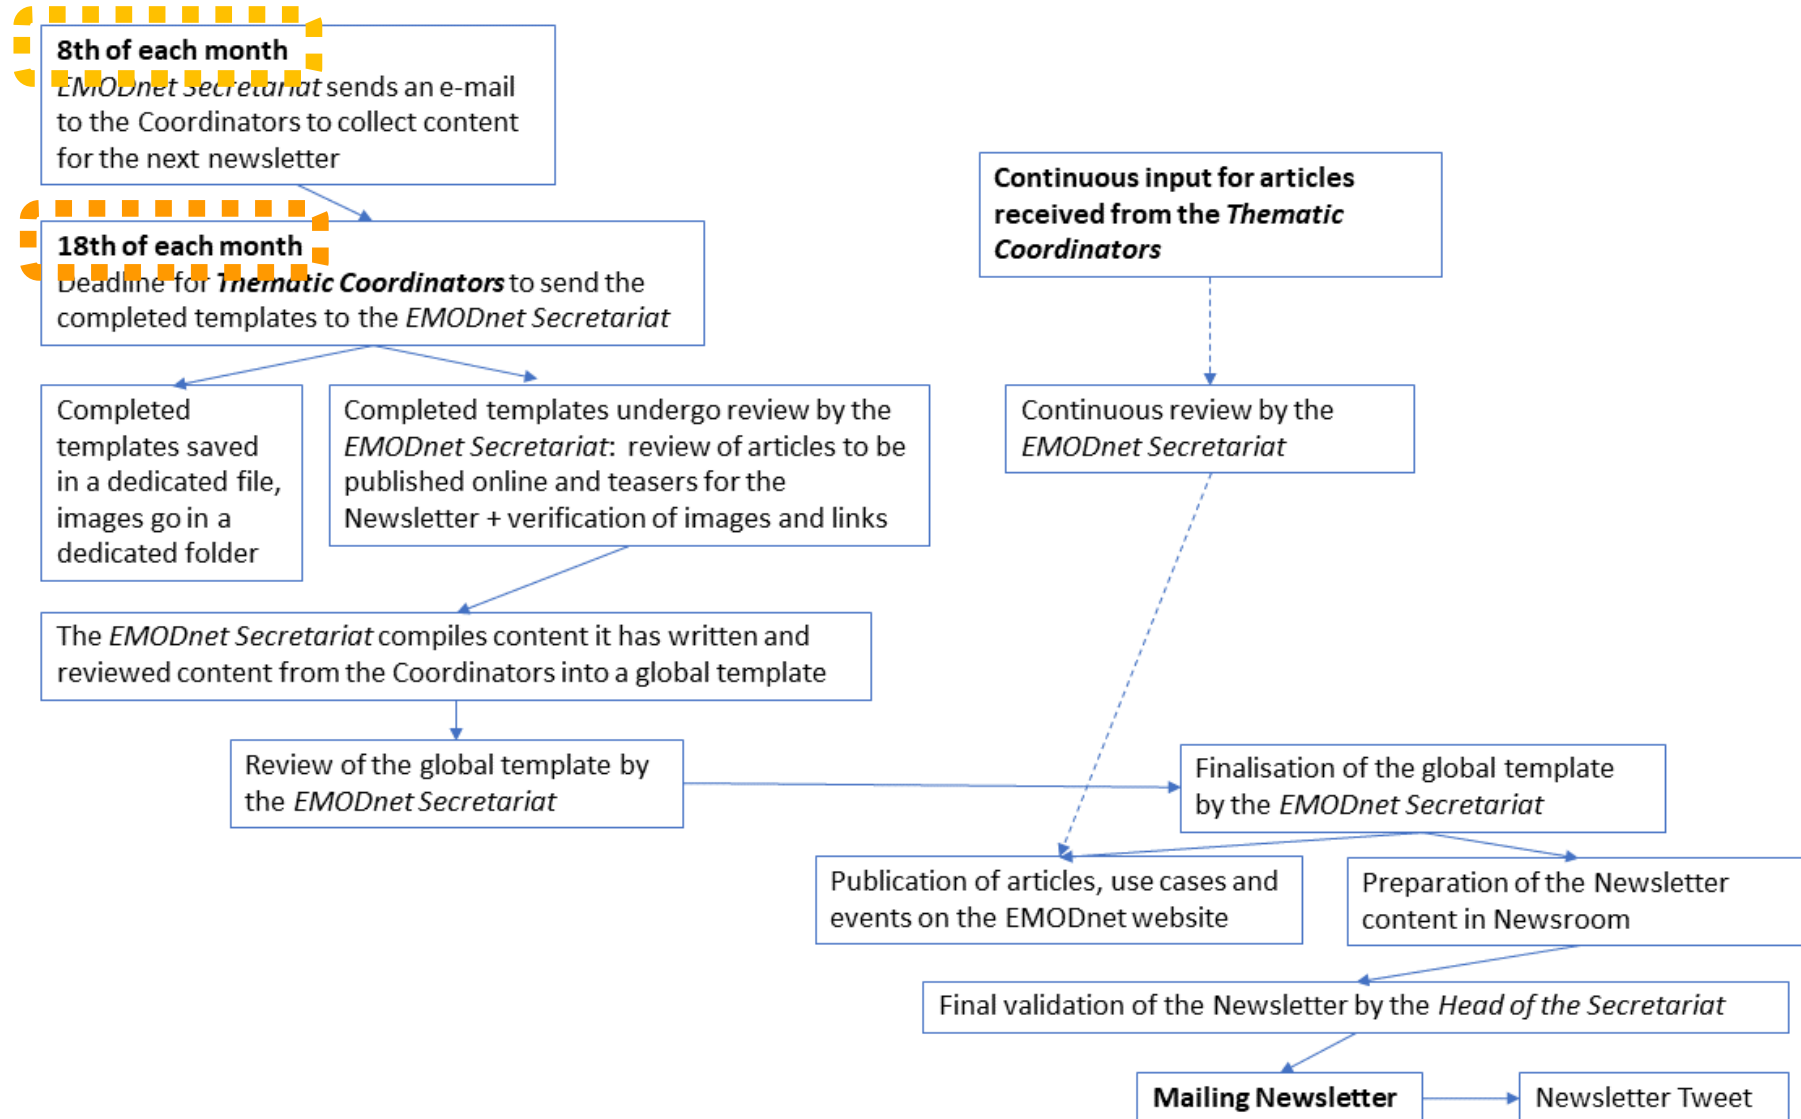 8th of each month
EMODnet Secretariat sends an e-mail
to the Coordinators to collect content
for the next newsletter
Continuous input for articles
received from the Thematic
Coordinators
18th of each month
Deadline for Thematic Coordinators to send the
completed templates to the EMODnet Secretariat
Completed
templates saved
in a dedicated file,
images go in a
dedicated folder
Completed templates undergo review by the
EMODnet Secretariat: review of articles to be
published online and teasers for the
Newsletter + verification of images and links
Continuous review by the
EMODnet Secretariat
The EMODnet Secretariat compiles content it has written and
reviewed content from the Coordinators into a global template
Review of the global template by
the EMODnet Secretariat
Finalisation of the global template
by the EMODnet Secretariat
Publication of articles, use cases and
events on the EMODnet website
Preparation of the Newsletter
content in Newsroom
Final validation of the Newsletter by the Head of the Secretariat
Mailing Newsletter
Newsletter Tweet